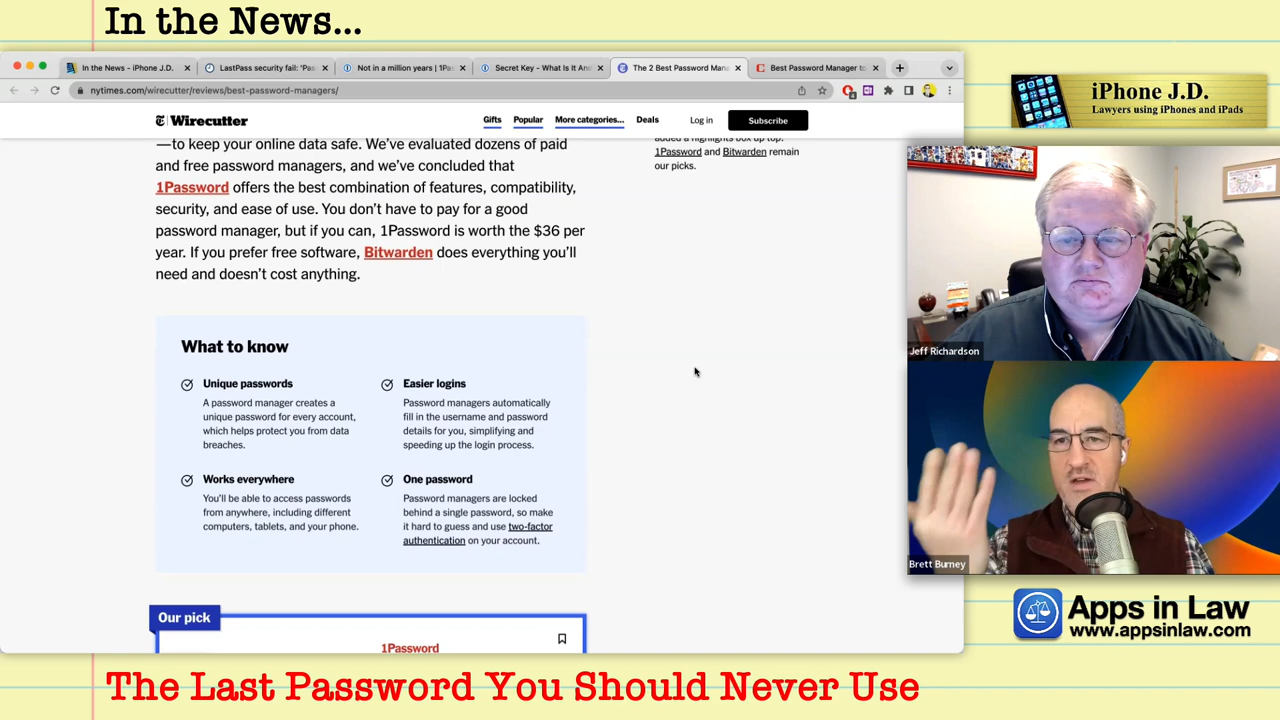 In the News...
In the News - iPhone J.D.
LastPass security fail: 'Pas
Not in a million years | 1Pa
Secret Key - What Is It An
The 2 Best Password Man
Best Password Manager to
nytimes.com/wirecutter/reviews/best-password-managers/
Wirecutter
Gifts
Popular
More categories...
Deals
Log in
Subscribe
—to keep your online data safe. We've evaluated dozens of paid
and free password managers, and we've concluded that
1Password offers the best combination of features, compatibility,
security, and ease of use. You don't have to pay for a good
password manager, but if you can, 1Password is worth the $36 per
year. If you prefer free software, Bitwarden does everything you'll
need and doesn't cost anything.
added a highlights box up top.
1Password and Bitwarden remain
our picks.
What to know
Unique passwords
A password manager creates a
unique password for every account,
which helps protect you from data
breaches.
Easier logins
Password managers automatically
fill in the username and password
details for you, simplifying and
speeding up the login process.
Works everywhere
You'll be able to access passwords
from anywhere, including different
computers, tablets, and your phone.
One password
Password managers are locked
behind a single password, so make
it hard to guess and use two-factor
authentication on your account.
Our pick
1Password
iPhone J.D.
Lawyers using iPhones and iPads
Jeff Richardson
Brett Burney
Apps in Law
www.appsinlaw.com
The Last Password You Should Never Use